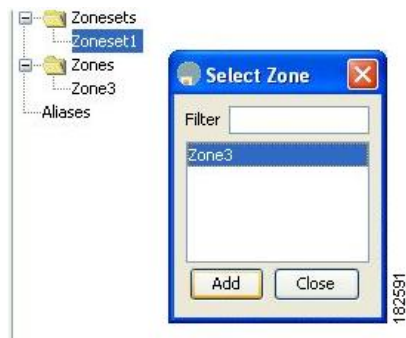 Zonesets
Zoneset1
Zones
Zone3
Aliases
Select Zone
Filter
Zone3
Add
Close
182591